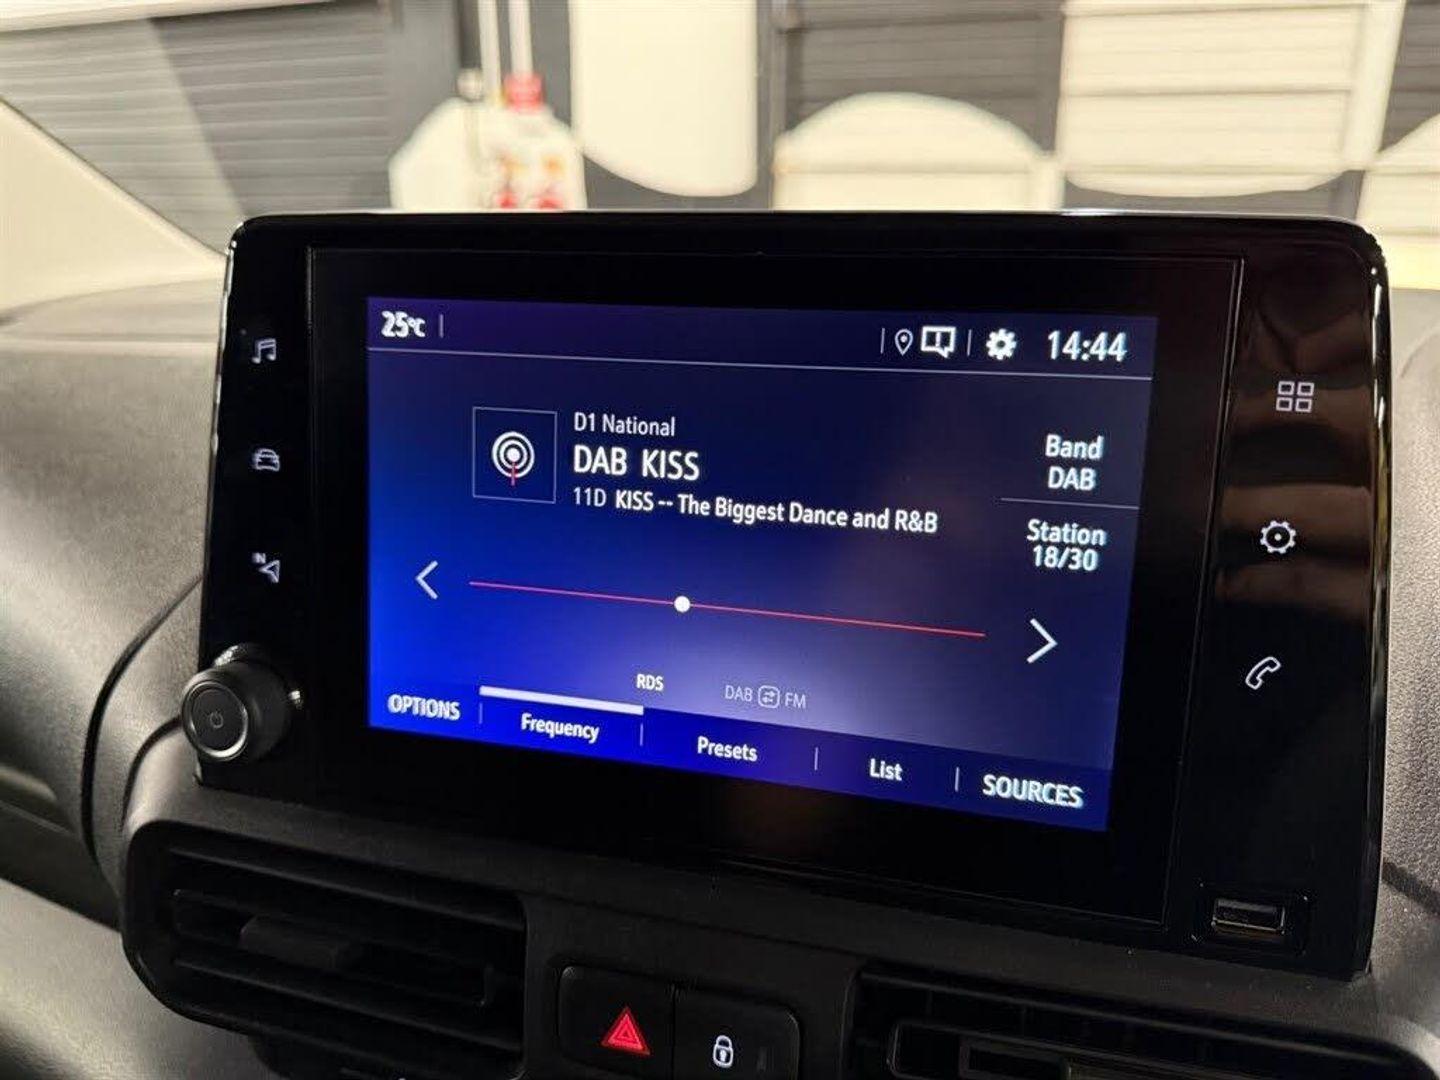 25°C
14:44
D1 National
DAB KISS
11D KISS -- The Biggest Dance and R&B
Band
DAB
Station
18/30
N
RDS
DAB FM
OPTIONS
Frequency
Presets
List
SOURCES